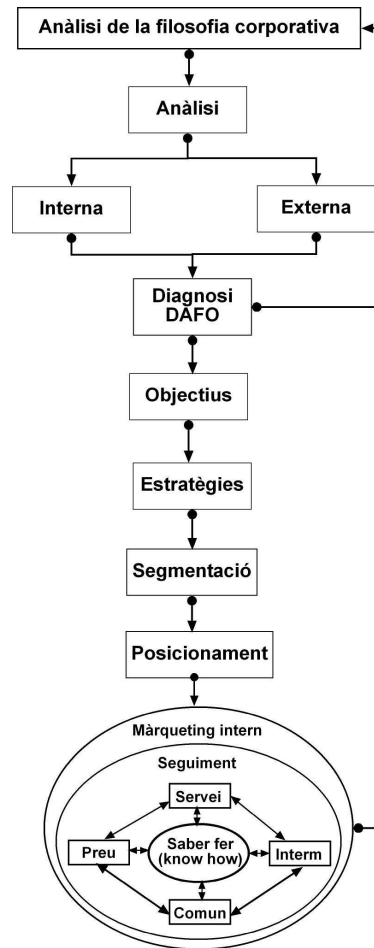 Anàlisi de la filosofia corporativa
Anàlisi
Interna
Externa
Diagnosi
DAFO
Objectius
Estratègies
Segmentació
Posicionament
Màrqueting intern
Seguiment
Servei
Preu
Saber fer
(know how)
Interm
Comun